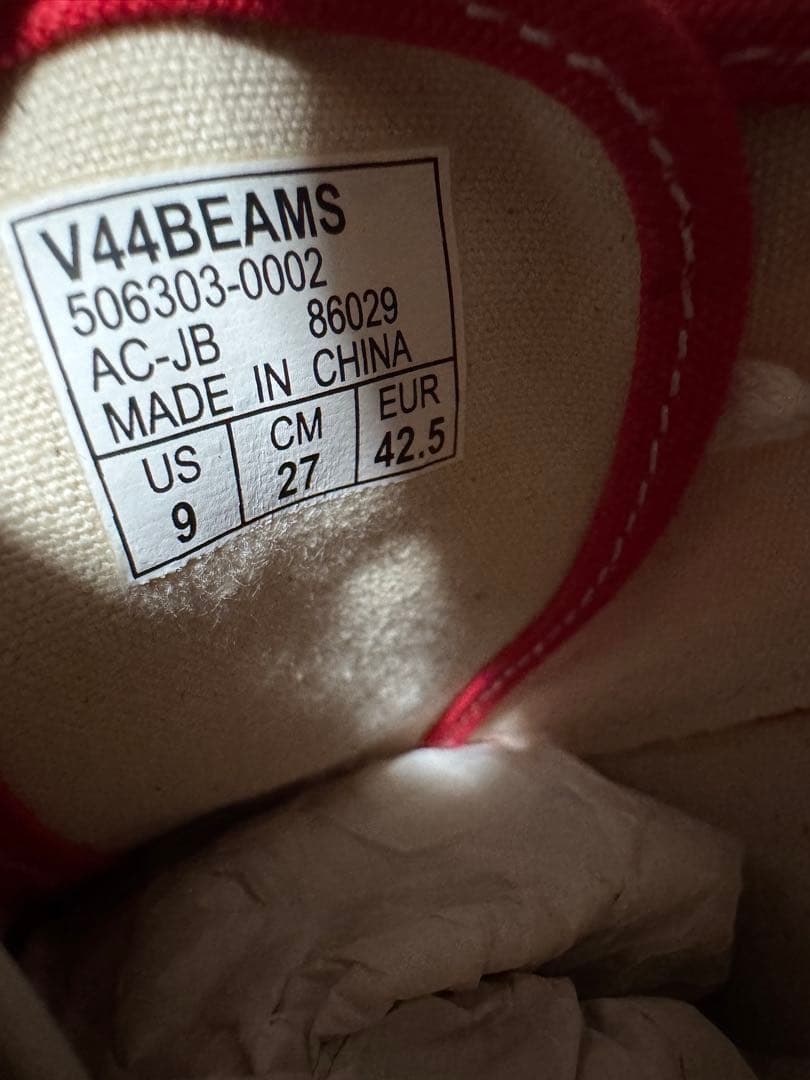 V44BEAMS
506303-0002
AC-JB 86029
MADE IN CHINA
US CM EUR
9 27 42.5